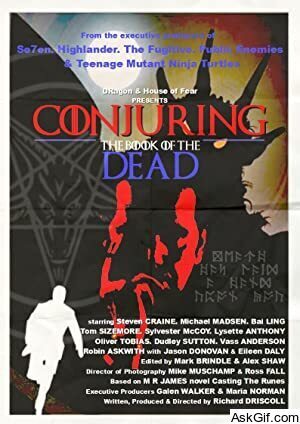 From the executive producers of
Se7en. Highlander. The Fugitive. Public Enemies
& Teenage Mutant Ninja Turtles
DRagon & House of Fear
PRESENTS
CONJURING
THE BOOK OF THE
DEAD
starring Steven CRAINE. Michael MADSEN. Bai LING
Tom SIZEMORE. Sylvester McCOY. Lysette ANTHONY
Oliver TOBIAS. Dudley SUTTON. Vass ANDERSON
Robin ASKWITH with Jason DONOVAN & Eileen DALY
Edited by Mark BRINDLE & Alex SHAW
Director of Photography Mike MUSCHAMP & Ross FALL
Based on M R JAMES novel Casting The Runes
Executive Producers Galen WALKER & Maria NORMAN
Written, Produced & Directed by Richard DRISCOLL
AskGif.com